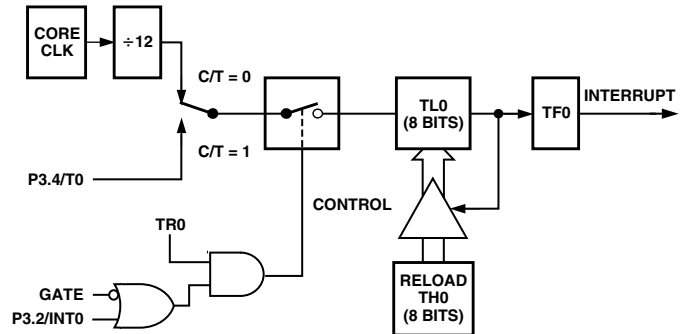 CORE
CLK
÷12
C/T = 0
C/T = 1
P3.4/T0
TL0
(8 BITS)
TF0
INTERRUPT
CONTROL
TR0
GATE
P3.2/INT0
RELOAD
TH0
(8 BITS)